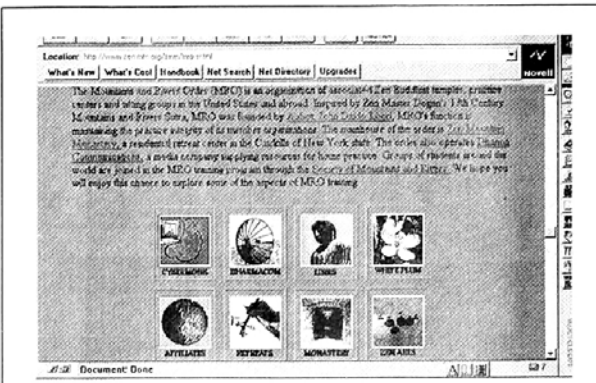 Location: http://www.zen-mtn.org/zmm/
What's New What's Cool Handbook Net Search Net Directory Upgrades
Novell
The Mountains and Rivers Order (MRO) is an organization of associated Zen Buddhist temples, practice
centers and sitting groups in the United States and abroad. Inspired by Zen Master Dogen's 13th Century
Mountains and Rivers Sutra, MRO was founded by Abbot John Daido Loori. MRO's function is
maintaining the practice integrity of its member organizations. The main house of the order is Zen Mountain
Monastery, a residential retreat center in the Catskills of New York state. The order also operates Dharma
Communications, a media company supplying resources for home practice. Groups of students around the
world are joined in the MRO training program through the Society of Mountains and Rivers. We hope you
will enjoy this chance to explore some of the aspects of MRO training.
CYBERMONK DHARMACOM LINKS WHITE PLUM
AFFILIATES RETREATS MONASTERY ZEN ARTS
Document: Done